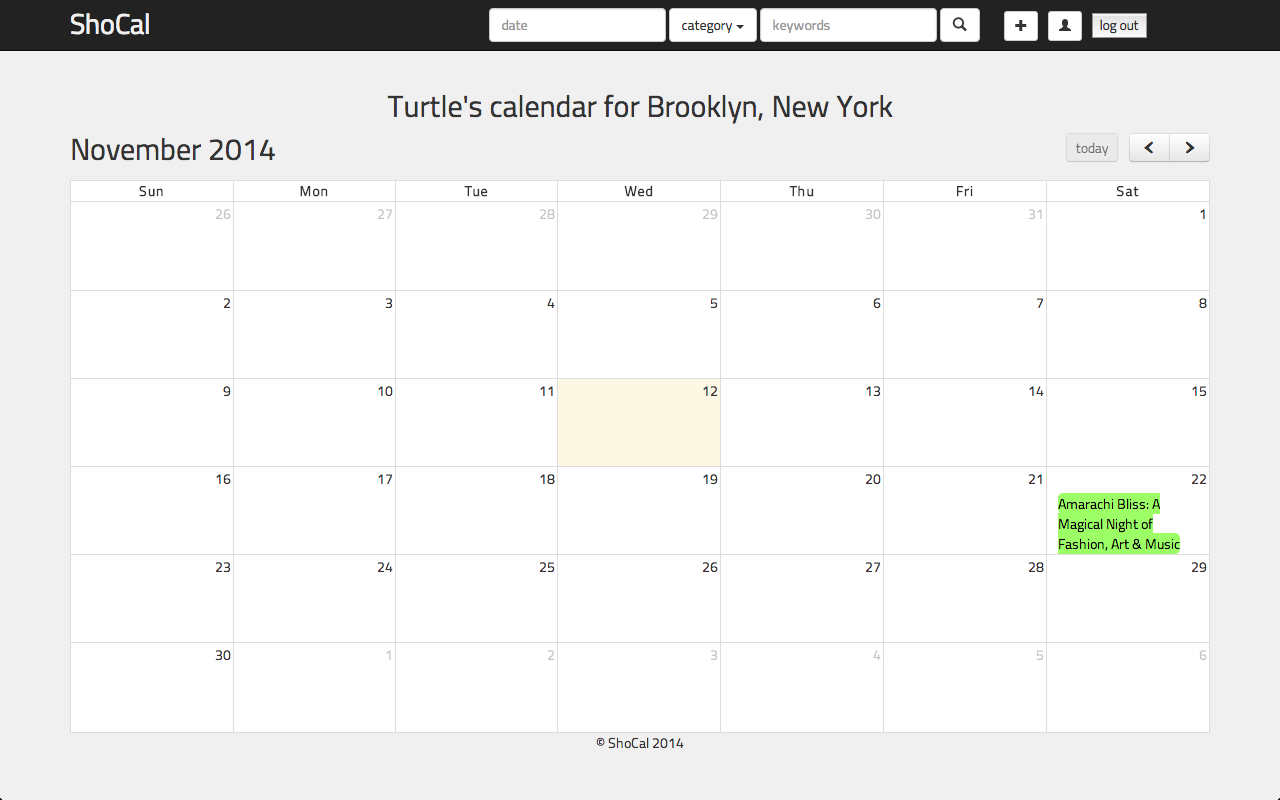 ShoCal date category keywords log out
Turtle's calendar for Brooklyn, New York
November 2014 today
Sun Mon Tue Wed Thu Fri Sat
26 27 28 29 30 31 1
2 3 4 5 6 7 8
9 10 11 12 13 14 15
16 17 18 19 20 21 22
Amarachi Bliss: A
Magical Night of
Fashion, Art & Music
23 24 25 26 27 28 29
30 1 2 3 4 5 6
© ShoCal 2014